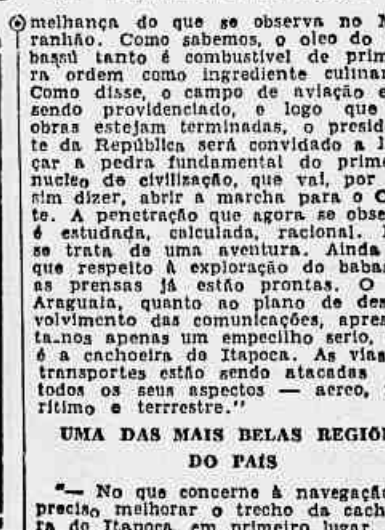 melhança do que se observa no M
ranhão. Como sabemos, o oleo do
bassú tanto é combustivel de prim
ra ordem como ingrediente culinar
Como disse, o campo de aviação e
sendo providenciado, e logo que
obras estejam terminadas, o presid
te da República será convidado a l
çar a pedra fundamental do prime
nucleo de civilização, que vai, por
sim dizer, abrir a marcha para o O
te. A penetração que agora se obse
é estudada, calculada, racional.
se trata de uma aventura. Ainda
que respeito à exploração do baba
as prensas já estão prontas. O
Araguaia, quanto ao plano de des
volvimento das comunicações, apres
ta-nos apenas um empecilho serio,
é a cachoeira de Itapoca. As vias
transportes estão sendo atacadas
todos os seus aspectos — aereo,
rítimo e terrrestre."
UMA DAS MAIS BELAS REGIÕ
DO PAÍS
"— No que concerne à navegaçã
preciso melhorar o trecho da cach
ra do Itapoca, em primeiro lugar